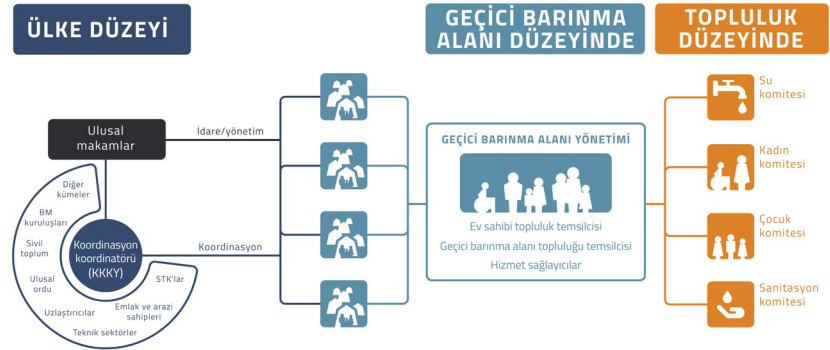 ÜLKE DÜZEYİ
GEÇİCİ BARINMA
ALANI DÜZEYİNDE
TOPLULUK
DÜZEYİNDE
Ulusal
makamlar
İdare/yönetim
Diğer
kümeler
BM
kuruluşları
Sivil
toplum
Ulusal
ordu
Uzlaştırıcılar
Teknik sektörler
Emlak ve arazi
sahipleri
STK'lar
Koordinasyon
koordinatörü
(KKKY)
Koordinasyon
GEÇİCİ BARINMA ALANI YÖNETİMİ
Ev sahibi topluluk temsilcisi
Geçici barınma alanı topluluğu temsilcisi
Hizmet sağlayıcılar
Su
komitesi
Kadın
komitesi
Çocuk
komitesi
Sanitasyon
komitesi